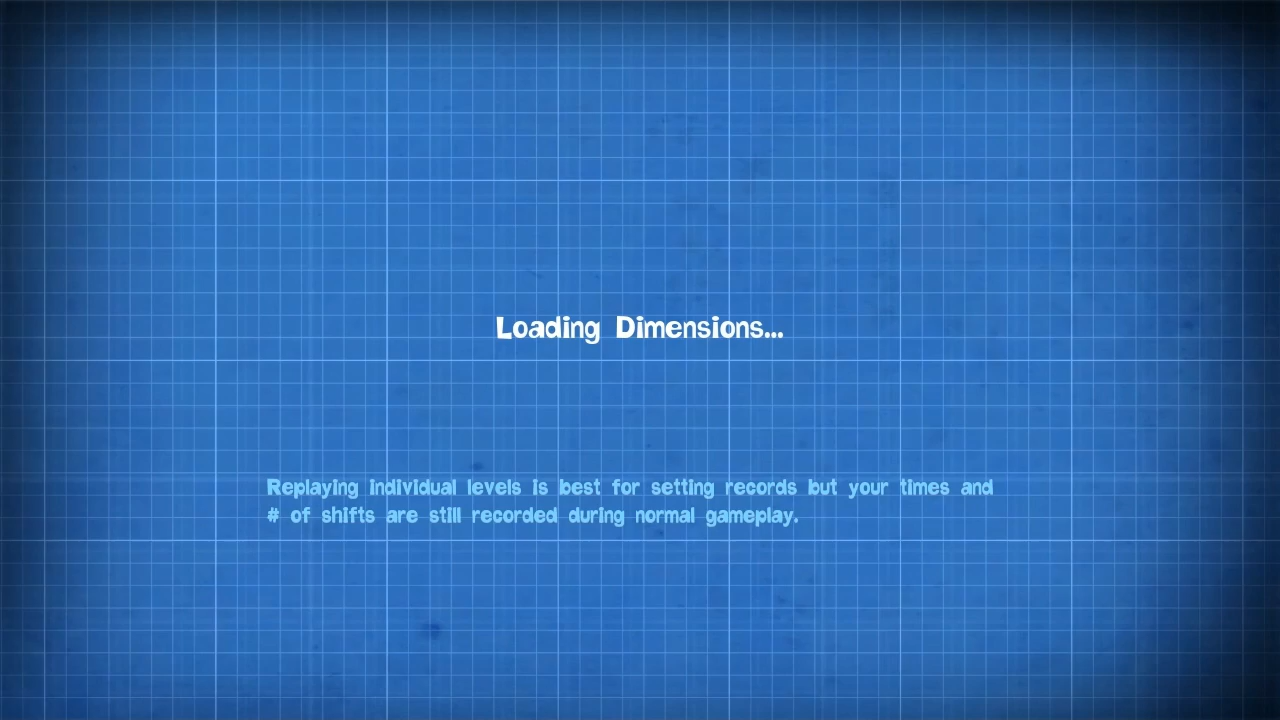 Loading Dimensions...
Replaying individual levels is best for setting records but your times and
# of shifts are still recorded during normal gameplay.